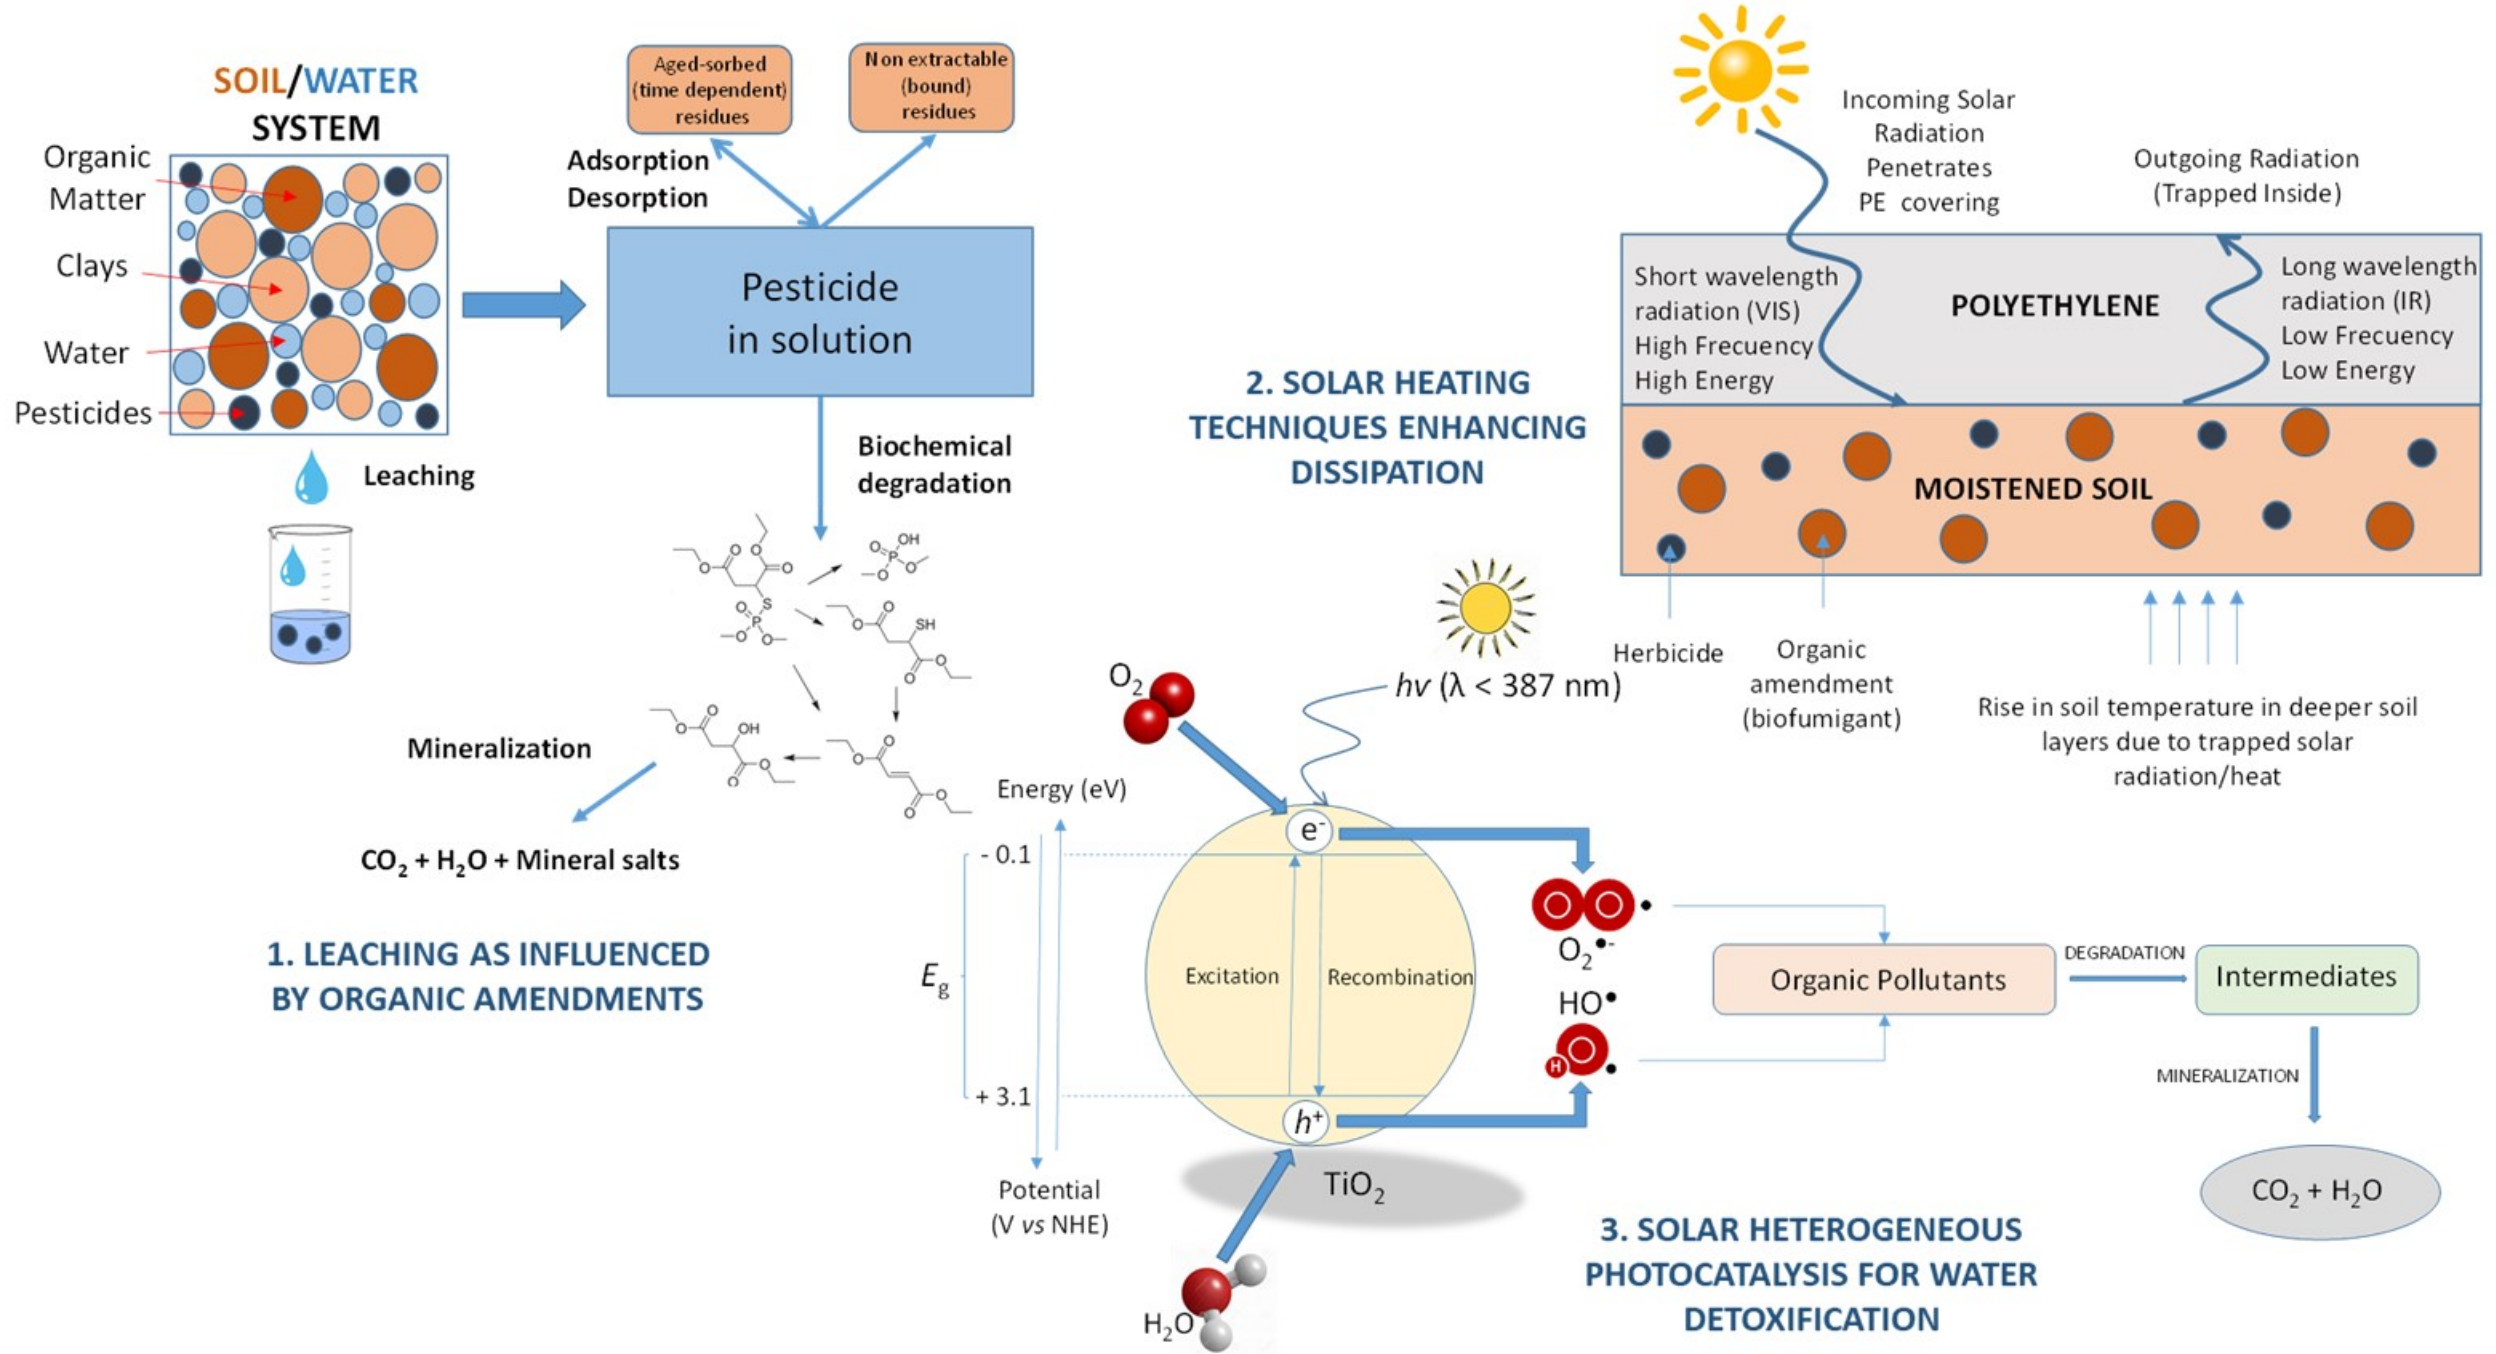 SOIL/WATER
SYSTEM
Organic
Matter
Clays
Water
Pesticides
Leaching
Aged-sorbed
(time dependent)
residues
Non extractable
(bound)
residues
Adsorption
Desorption
Pesticide
in solution
Biochemical
degradation
O
O
O
O
S
O
P
O
O
O
OH
P
O
O
O
O
SH
O
O
O
O
OH
O
O
O
O
O
O
Mineralization
CO₂ + H₂O + Mineral salts
1. LEACHING AS INFLUENCED
BY ORGANIC AMENDMENTS
2. SOLAR HEATING
TECHNIQUES ENHANCING
DISSIPATION
Incoming Solar
Radiation
Penetrates
PE covering
Outgoing Radiation
(Trapped Inside)
Short wavelength
radiation (VIS)
High Frecuency
High Energy
POLYETHYLENE
Long wavelength
radiation (IR)
Low Frecuency
Low Energy
MOISTENED SOIL
Herbicide
Organic
amendment
(biofumigant)
Rise in soil temperature in deeper soil
layers due to trapped solar
radiation/heat
O₂
hv (λ < 387 nm)
Energy (eV)
- 0.1
Eg
+ 3.1
Potential
(V vs NHE)
e⁻
Excitation
Recombination
h⁺
TiO₂
H₂O
O
O
O₂•-
HO•
O
H
Organic Pollutants
DEGRADATION
Intermediates
MINERALIZATION
CO₂ + H₂O
3. SOLAR HETEROGENEOUS
PHOTOCATALYSIS FOR WATER
DETOXIFICATION